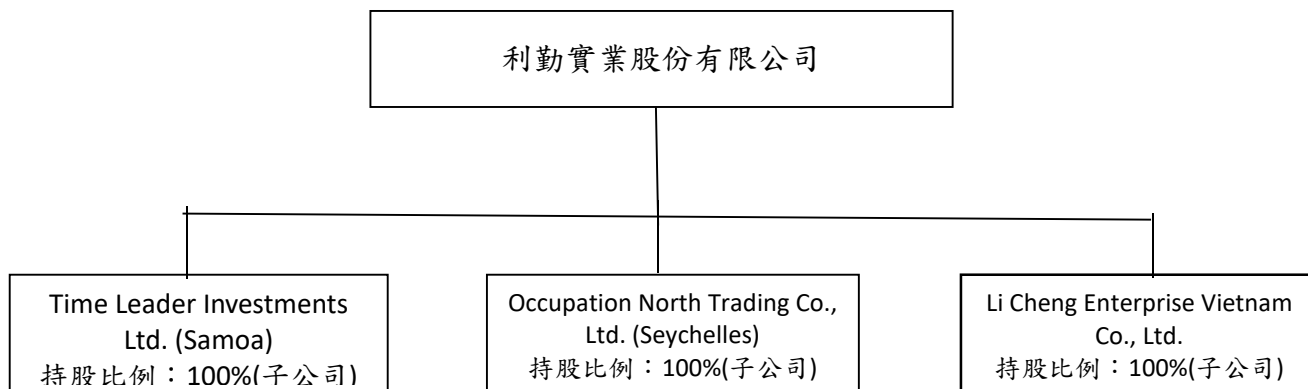 利勤實業股份有限公司
Time Leader Investments
Ltd. (Samoa)
持股比例：100%(子公司)
Occupation North Trading Co.,
Ltd. (Seychelles)
持股比例：100%(子公司)
Li Cheng Enterprise Vietnam
Co., Ltd.
持股比例：100%(子公司)